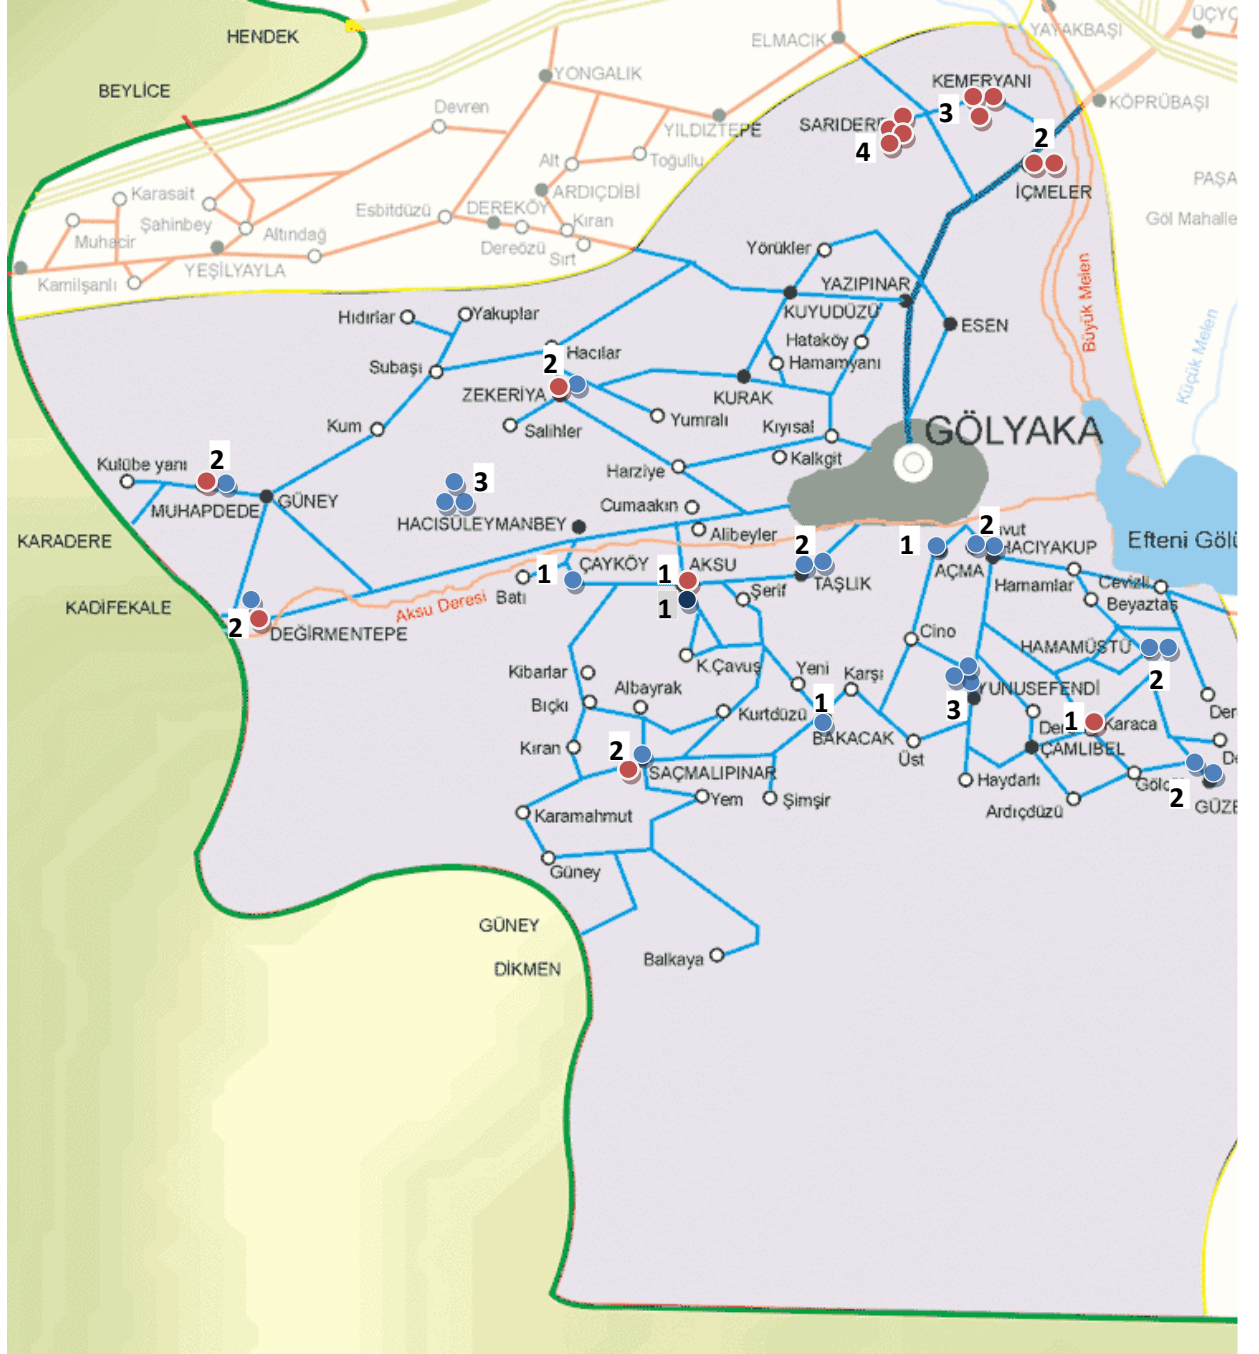 HENDEK
BEYLİCE
ELMACIK
YAYAKBAŞI
YONGALIK
KEMERYANI
KÖPRÜBAŞI
Devren
YILDIZTEPE
SARIDERE
3
2
4
Alt
Toğullu
ARDIÇDİBİ
İÇMELER
Karasait
Şahinbey
Esbitdüzü
DEREKÖY
Kıran
Göl Mahalle
Muhacir
Altındağ
Dereözü
Sırt
Yörükler
YEŞİLYAYLA
Kamilşanlı
YAZIPINAR
KUYUDÜZÜ
Büyük Melen
Küçük Melen
Hıdırlar
Yakuplar
ESEN
Hataköy
Hamamyanı
Subaşı
Hacılar
2
ZEKERİYA
KURAK
Yumralı
Kum
Salihler
Kıyısal
GÖLYAKA
Kalkgit
Kulübe yanı
2
Harziye
MUHAPDEDE
GÜNEY
3
Cumaakın
HACISÜLEYMANBEY
Alibeyler
KARADERE
Efteni Gölü
1
ÇAYKÖY
1
AKSU
2
TAŞLIK
1
AÇMA
2
HACIYAKUP
Hamamlar
Cevizli
Batı
Aksu Deresi
1
Şerif
Beyaztaş
KADİFEKALE
2
DEĞİRMENTEPE
Cino
HAMAMÜSTÜ
2
Kibarlar
K.Çavuş
Yeni
Karşı
Albayrak
YUNUSEFENDİ
3
Bıçkı
Kurtdüzü
1
BAKACAK
1
Karaca
Kıran
2
Üst
ÇAMLIBEL
SAÇMALIPINAR
Haydarlı
2
Yem
Şimşir
Ardıçdüzü
Karamahmut
Güney
GÜNEY
DİKMEN
Balkaya